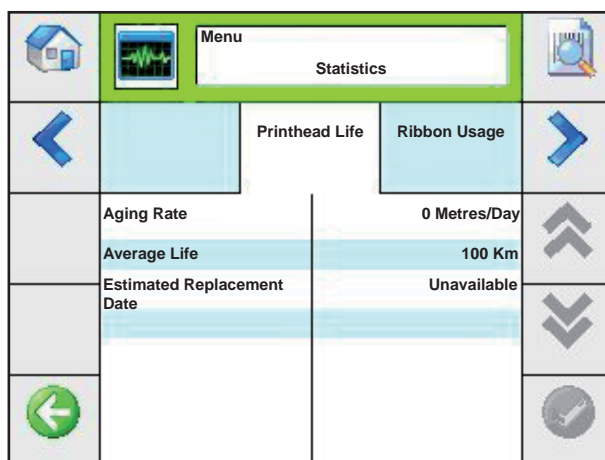 Menu
Statistics
Printhead Life Ribbon Usage
Aging Rate 0 Metres/Day
Average Life 100 Km
Estimated Replacement Unavailable
Date